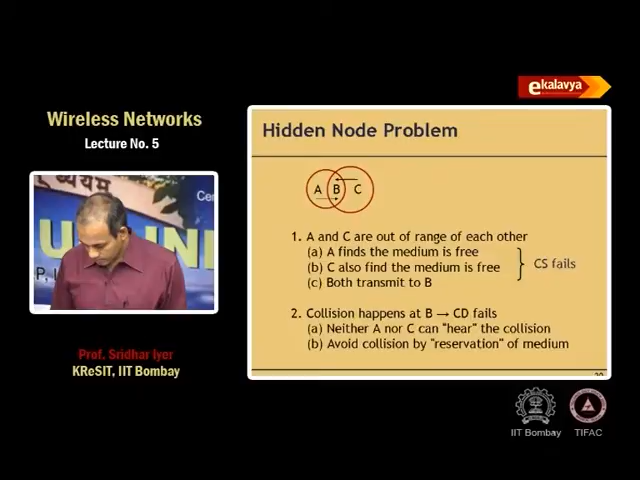 ekalavya
Wireless Networks
Lecture No. 5
Hidden Node Problem
A B C
1. A and C are out of range of each other
(a) A finds the medium is free
(b) C also find the medium is free
(c) Both transmit to B
CS fails
2. Collision happens at B → CD fails
(a) Neither A nor C can "hear" the collision
(b) Avoid collision by "reservation" of medium
Prof. Sridhar Iyer
KReSIT, IIT Bombay
IIT Bombay
TIFAC